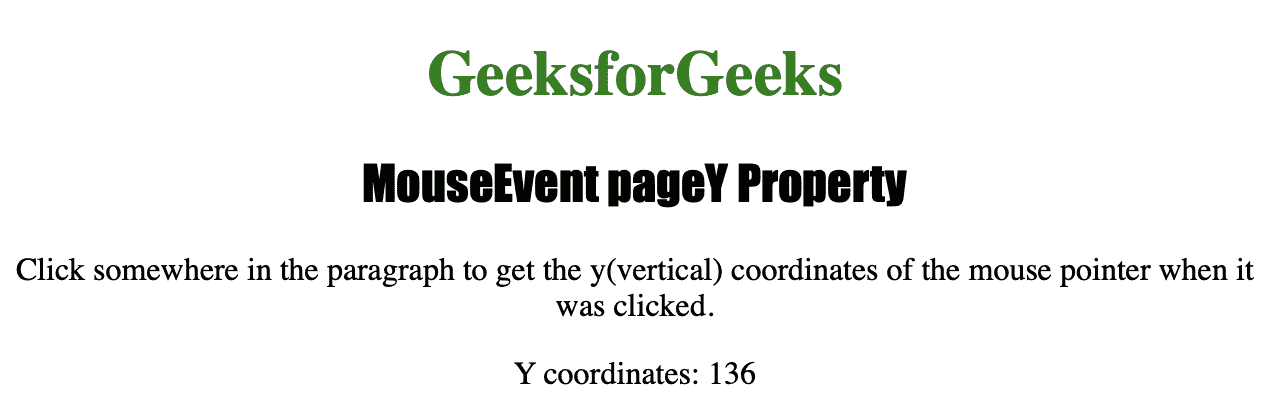 GeeksforGeeks
MouseEvent pageY Property
Click somewhere in the paragraph to get the y(vertical) coordinates of the mouse pointer when it
was clicked.
Y coordinates: 136